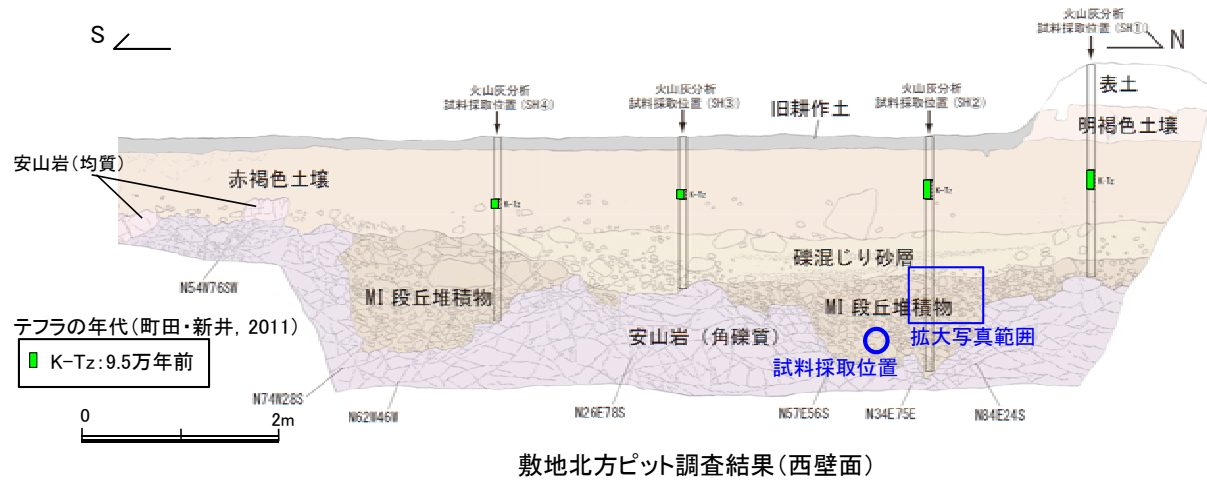 S
N
火山灰分析
試料採取位置(SH①)
表土
明褐色土壌
火山灰分析
試料採取位置(SH④)
火山灰分析
試料採取位置(SH③)
旧耕作土
火山灰分析
試料採取位置(SH②)
安山岩(均質)
赤褐色土壌
K-Tz
K-Tz
K-Tz
K-Tz
礫混じり砂層
N54W76SW
MⅠ段丘堆積物
MⅠ段丘堆積物
安山岩(角礫質)
拡大写真範囲
試料採取位置
テフラの年代(町田・新井, 2011)
K-Tz:9.5万年前
N74W28S
N62W46W
N26E78S
N57E56S
N34E75E
N84E24S
0
2m
敷地北方ピット調査結果(西壁面)